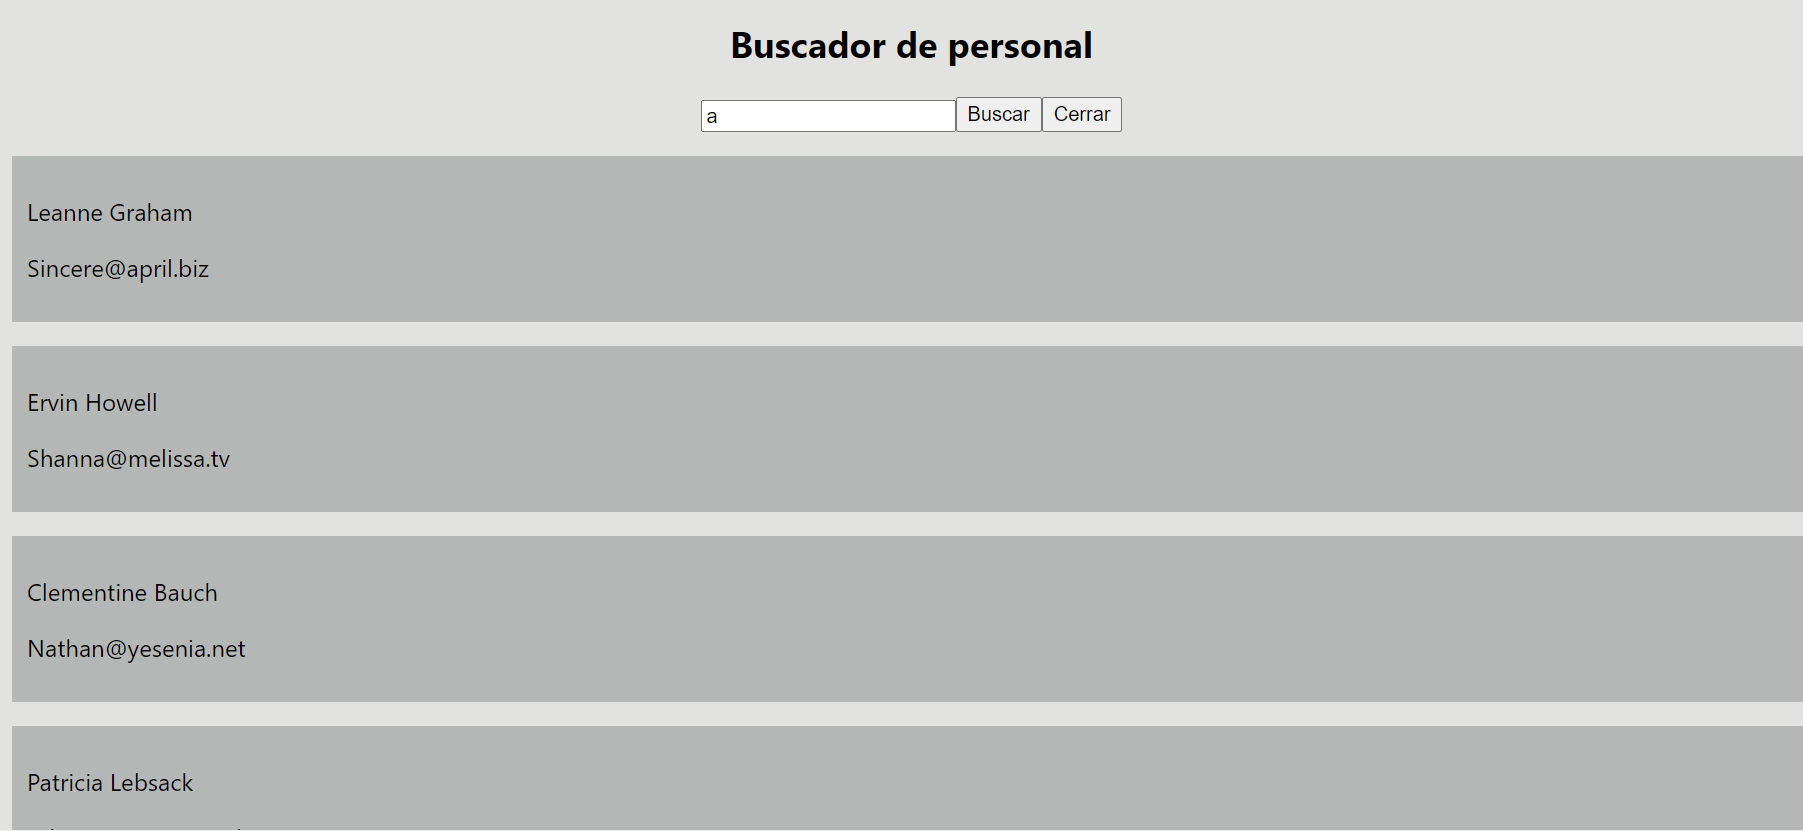 Buscador de personal
a Buscar Cerrar
Leanne Graham
Sincere@april.biz
Ervin Howell
Shanna@melissa.tv
Clementine Bauch
Nathan@yesenia.net
Patricia Lebsack